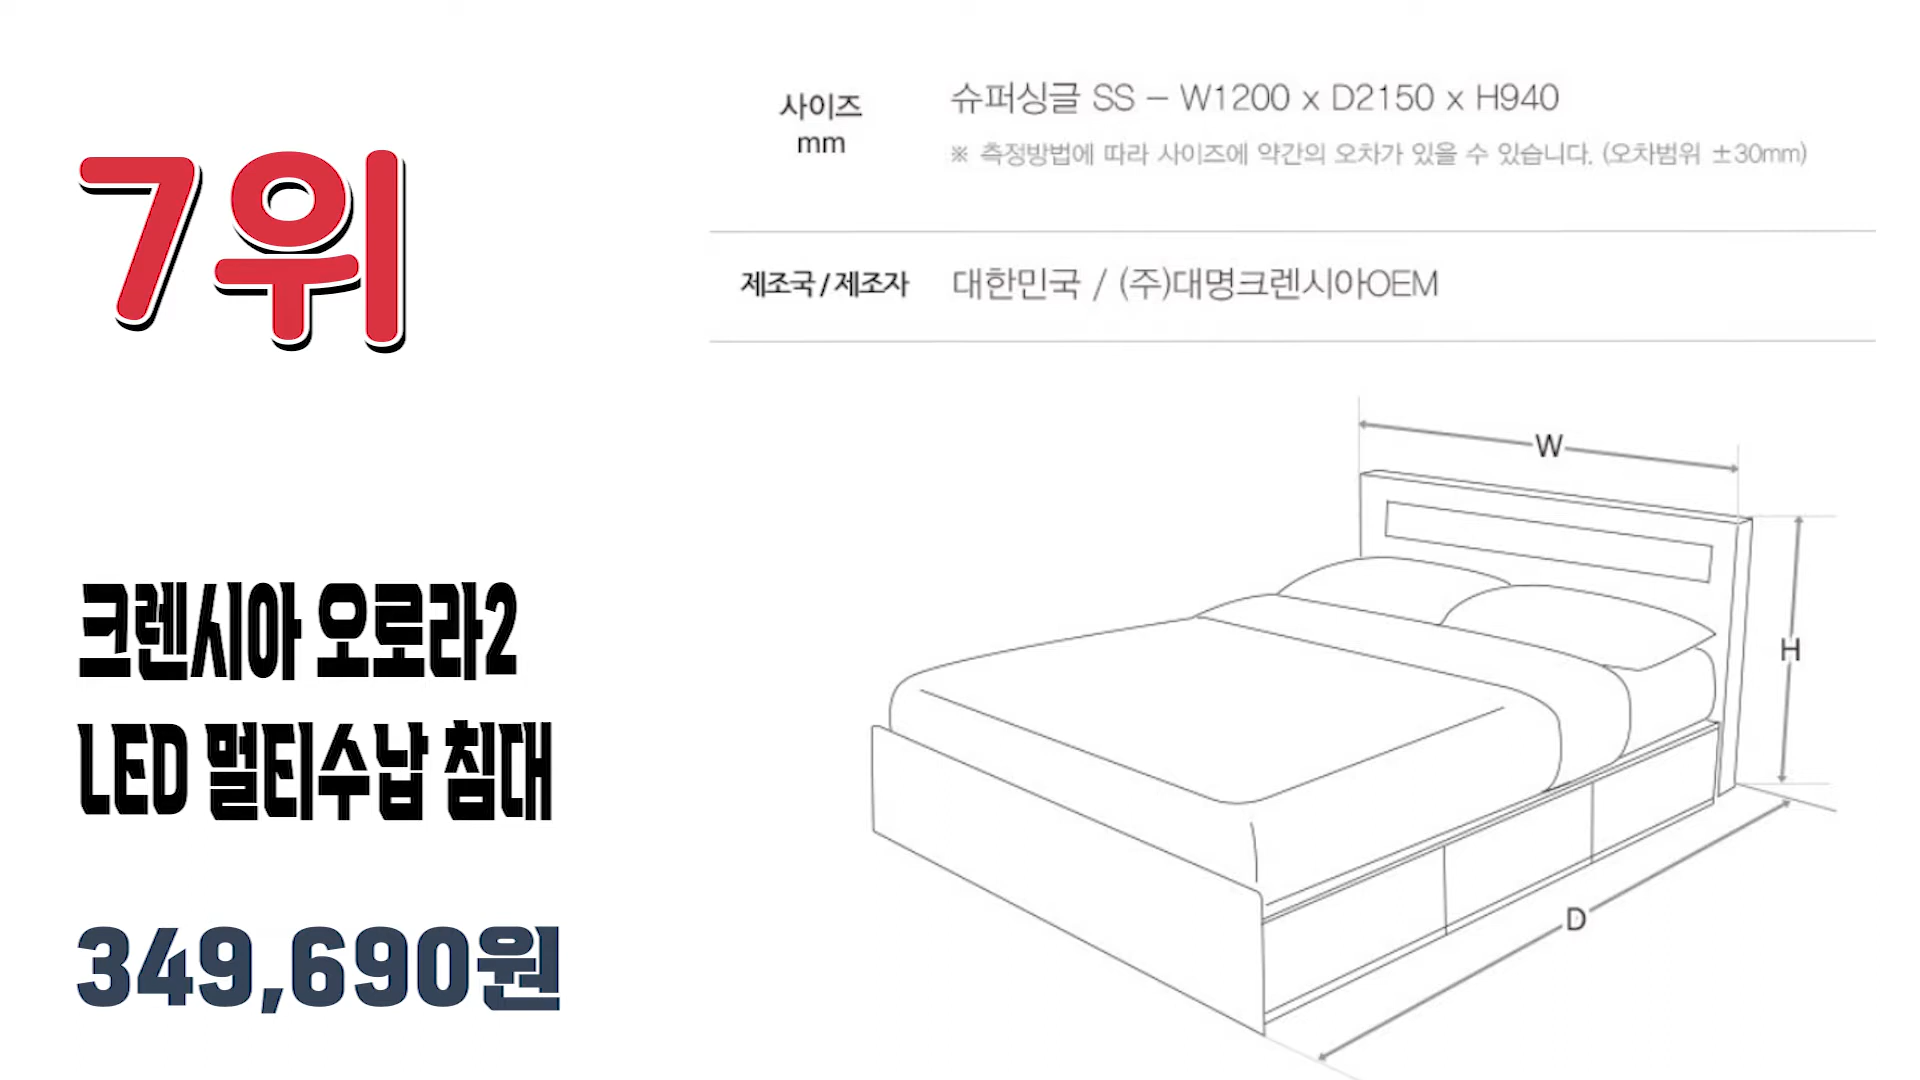 7위
크렌시아 오로라2
LED 멀티수납 침대
349,690원
사이즈
mm
슈퍼싱글 SS – W1200 x D2150 x H940
※ 측정방법에 따라 사이즈에 약간의 오차가 있을 수 있습니다. (오차범위 ±30mm)
제조국 / 제조자
대한민국 / (주)대명크렌시아OEM
W
H
D